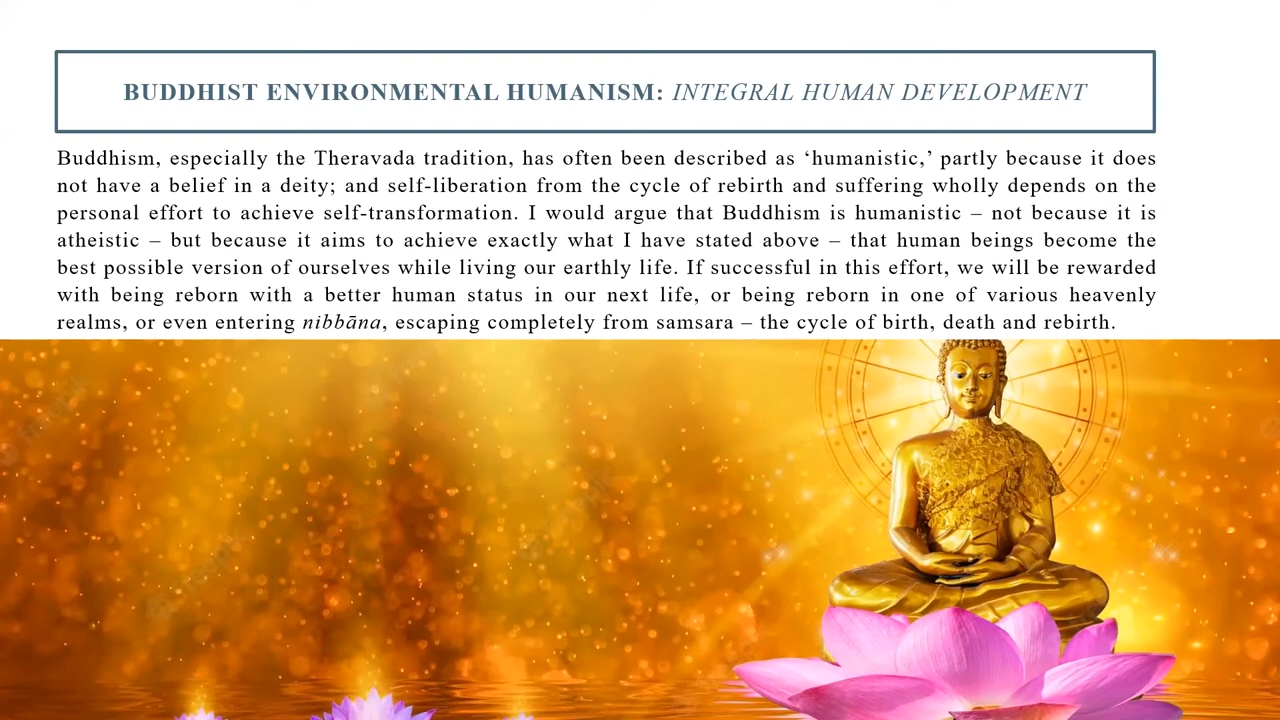 BUDDHIST ENVIRONMENTAL HUMANISM: INTEGRAL HUMAN DEVELOPMENT
Buddhism, especially the Theravada tradition, has often been described as ‘humanistic,’ partly because it does
not have a belief in a deity; and self-liberation from the cycle of rebirth and suffering wholly depends on the
personal effort to achieve self-transformation. I would argue that Buddhism is humanistic – not because it is
atheistic – but because it aims to achieve exactly what I have stated above – that human beings become the
best possible version of ourselves while living our earthly life. If successful in this effort, we will be rewarded
with being reborn with a better human status in our next life, or being reborn in one of various heavenly
realms, or even entering nibbāna, escaping completely from samsara – the cycle of birth, death and rebirth.